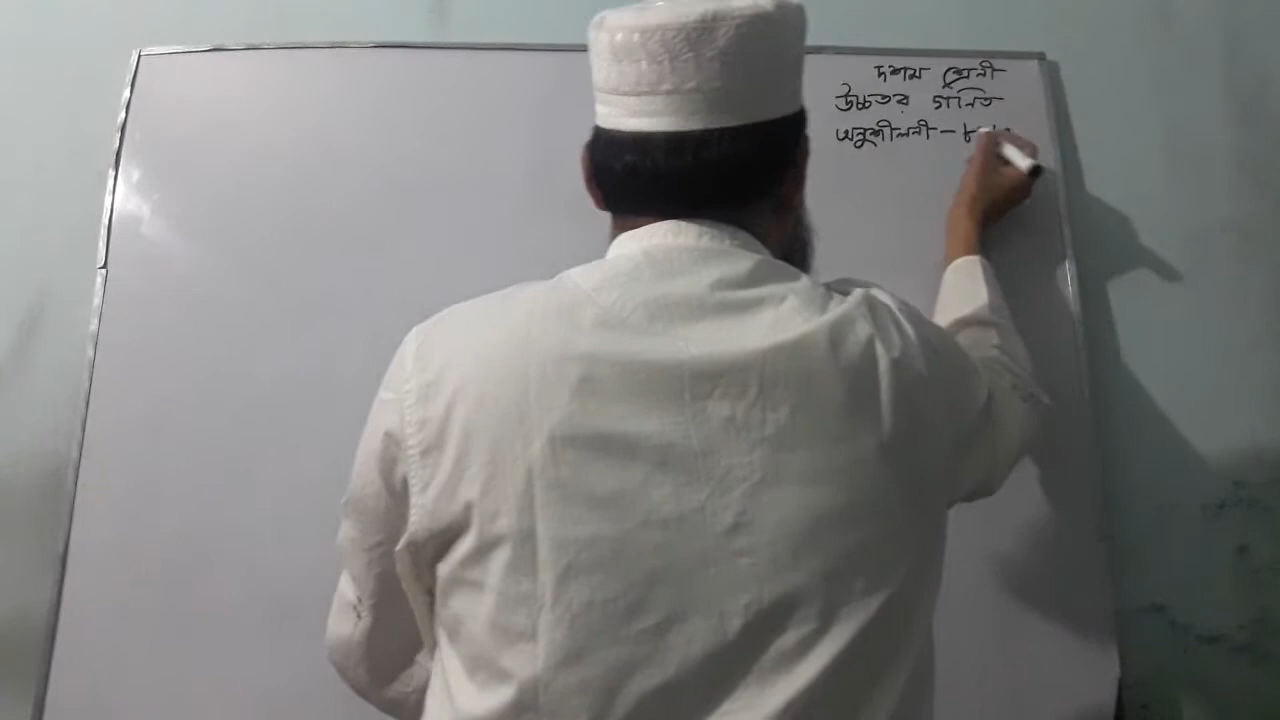 দশম শ্রেনী
উচ্চতর গনিত
অনুশীলনী – ৮